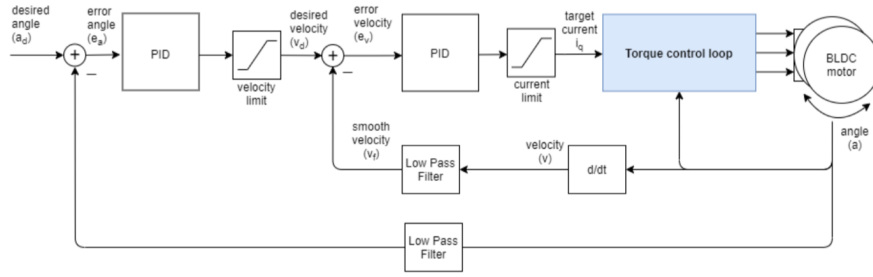 desired
angle
(a_d)
error
angle
(e_a)
PID
velocity
limit
desired
velocity
(v_d)
error
velocity
(e_v)
PID
current
limit
target
current
i_q
Torque control loop
BLDC
motor
angle
(a)
smooth
velocity
(v_f)
Low Pass
Filter
velocity
(v)
d/dt
Low Pass
Filter